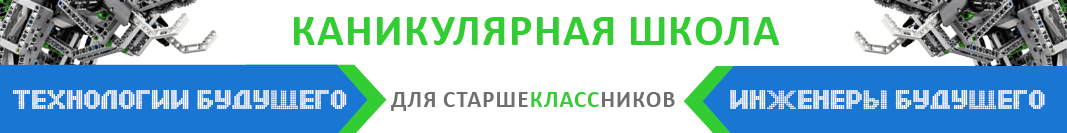 КАНИКУЛЯРНАЯ ШКОЛА
ТЕХНОЛОГИИ БУДУЩЕГО
ДЛЯ СТАРШЕКЛАССНИКОВ
ИНЖЕНЕРЫ БУДУЩЕГО